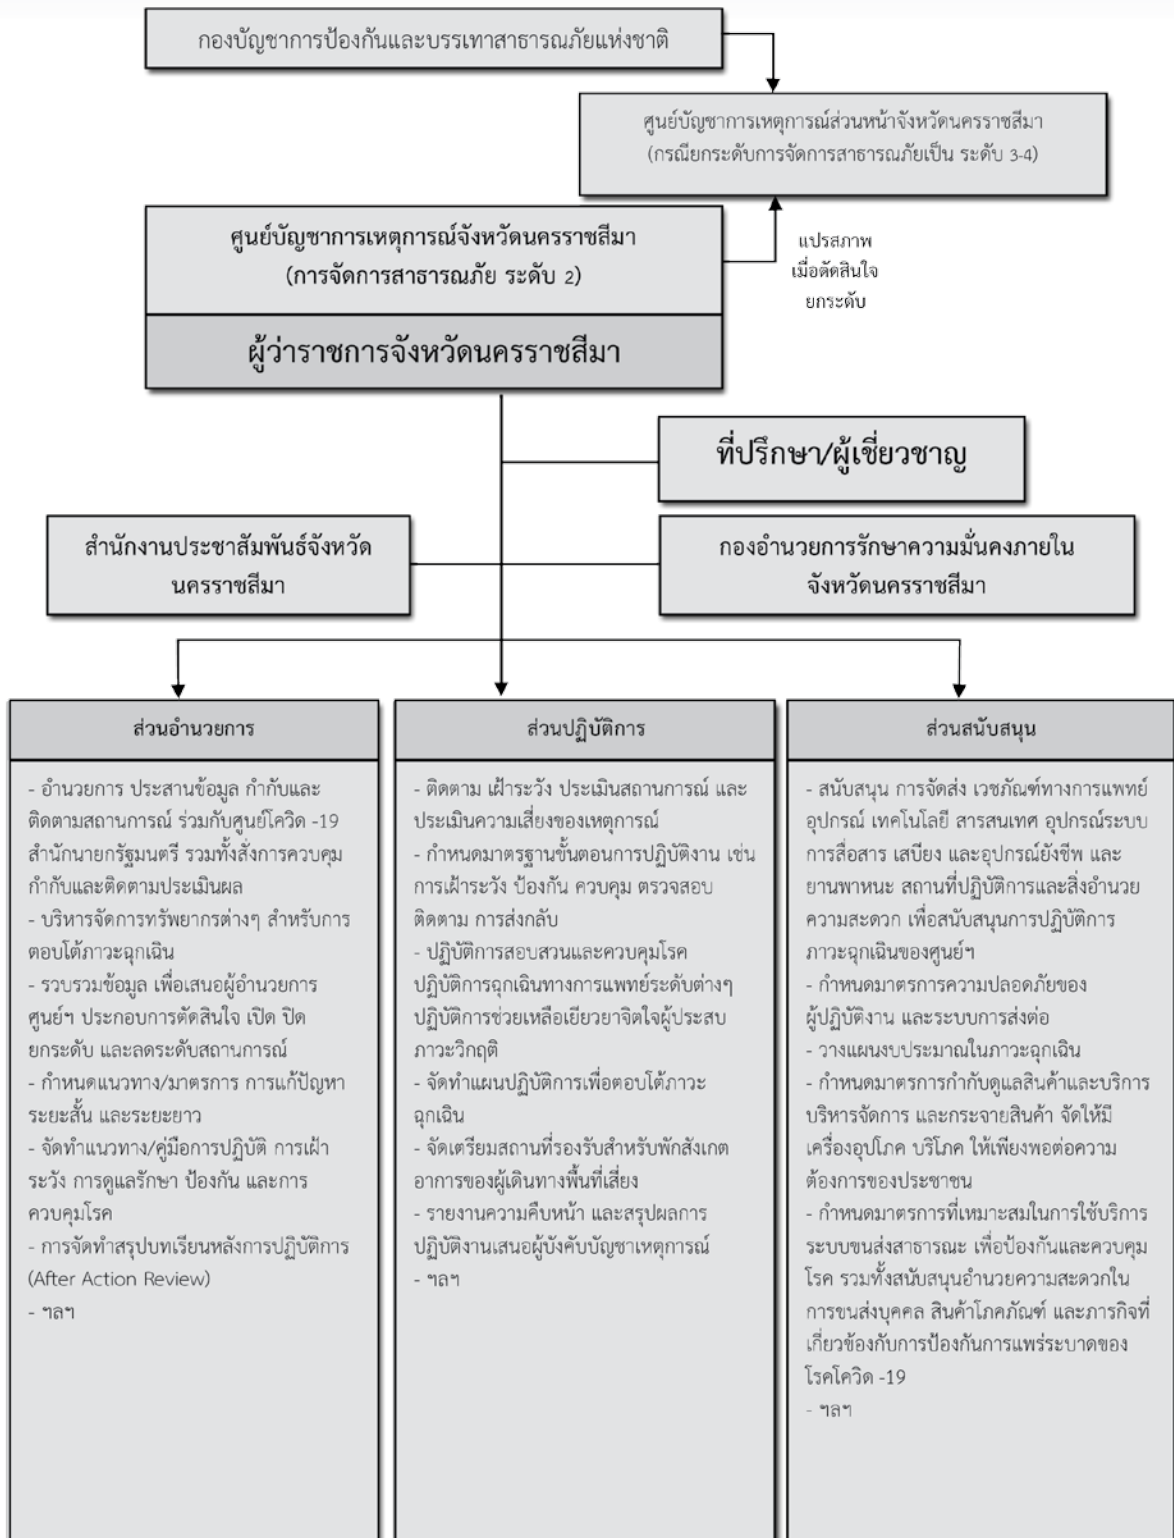 กองบัญชาการป้องกันและบรรเทาสาธารณภัยแห่งชาติ
ศูนย์บัญชาการเหตุการณ์ส่วนหน้าจังหวัดนครราชสีมา
(กรณียกระดับการจัดการสาธารณภัยเป็น ระดับ 3-4)
ศูนย์บัญชาการเหตุการณ์จังหวัดนครราชสีมา
(การจัดการสาธารณภัย ระดับ 2)
แปรสภาพ
เมื่อตัดสินใจ
ยกระดับ
ผู้ว่าราชการจังหวัดนครราชสีมา
ที่ปรึกษา/ผู้เชี่ยวชาญ
สำนักงานประชาสัมพันธ์จังหวัด
นครราชสีมา
กองอำนวยการรักษาความมั่นคงภายใน
จังหวัดนครราชสีมา
ส่วนอำนวยการ
- อำนวยการ ประสานข้อมูล กำกับและ
ติดตามสถานการณ์ ร่วมกับศูนย์โควิด -19
สำนักนายกรัฐมนตรี รวมทั้งสั่งการควบคุม
กำกับและติดตามประเมินผล
- บริหารจัดการทรัพยากรต่างๆ สำหรับการ
ตอบโต้ภาวะฉุกเฉิน
- รวบรวมข้อมูล เพื่อเสนอผู้อำนวยการ
ศูนย์ฯ ประกอบการตัดสินใจ เปิด ปิด
ยกระดับ และลดระดับสถานการณ์
- กำหนดแนวทาง/มาตรการ การแก้ปัญหา
ระยะสั้น และระยะยาว
- จัดทำแนวทาง/คู่มือการปฏิบัติ การเฝ้า
ระวัง การดูแลรักษา ป้องกัน และการ
ควบคุมโรค
- การจัดทำสรุปบทเรียนหลังการปฏิบัติการ
(After Action Review)
- ฯลฯ
ส่วนปฏิบัติการ
- ติดตาม เฝ้าระวัง ประเมินสถานการณ์ และ
ประเมินความเสี่ยงของเหตุการณ์
- กำหนดมาตรฐานขั้นตอนการปฏิบัติงาน เช่น
การเฝ้าระวัง ป้องกัน ควบคุม ตรวจสอบ
ติดตาม การส่งกลับ
- ปฏิบัติการสอบสวนและควบคุมโรค
ปฏิบัติการฉุกเฉินทางการแพทย์ระดับต่างๆ
ปฏิบัติการช่วยเหลือเยียวยาจิตใจผู้ประสบ
ภาวะวิกฤติ
- จัดทำแผนปฏิบัติการเพื่อตอบโต้ภาวะ
ฉุกเฉิน
- จัดเตรียมสถานที่รองรับสำหรับพักสังเกต
อาการของผู้เดินทางพื้นที่เสี่ยง
- รายงานความคืบหน้า และสรุปผลการ
ปฏิบัติงานเสนอผู้บังคับบัญชาเหตุการณ์
- ฯลฯ
ส่วนสนับสนุน
- สนับสนุน การจัดส่ง เวชภัณฑ์ทางการแพทย์
อุปกรณ์ เทคโนโลยี สารสนเทศ อุปกรณ์ระบบ
การสื่อสาร เสบียง และอุปกรณ์ยังชีพ และ
ยานพาหนะ สถานที่ปฏิบัติการและสิ่งอำนวย
ความสะดวก เพื่อสนับสนุนการปฏิบัติการ
ภาวะฉุกเฉินของศูนย์ฯ
- กำหนดมาตรการความปลอดภัยของ
ผู้ปฏิบัติงาน และระบบการส่งต่อ
- วางแผนงบประมาณในภาวะฉุกเฉิน
- กำหนดมาตรการกำกับดูแลสินค้าและบริการ
บริหารจัดการ และกระจายสินค้า จัดให้มี
เครื่องอุปโภค บริโภค ให้เพียงพอต่อความ
ต้องการของประชาชน
- กำหนดมาตรการที่เหมาะสมในการใช้บริการ
ระบบขนส่งสาธารณะ เพื่อป้องกันและควบคุม
โรค รวมทั้งสนับสนุนอำนวยความสะดวกใน
การขนส่งบุคคล สินค้าโภคภัณฑ์ และภารกิจที่
เกี่ยวข้องกับการป้องกันการแพร่ระบาดของ
โรคโควิด -19
- ฯลฯ